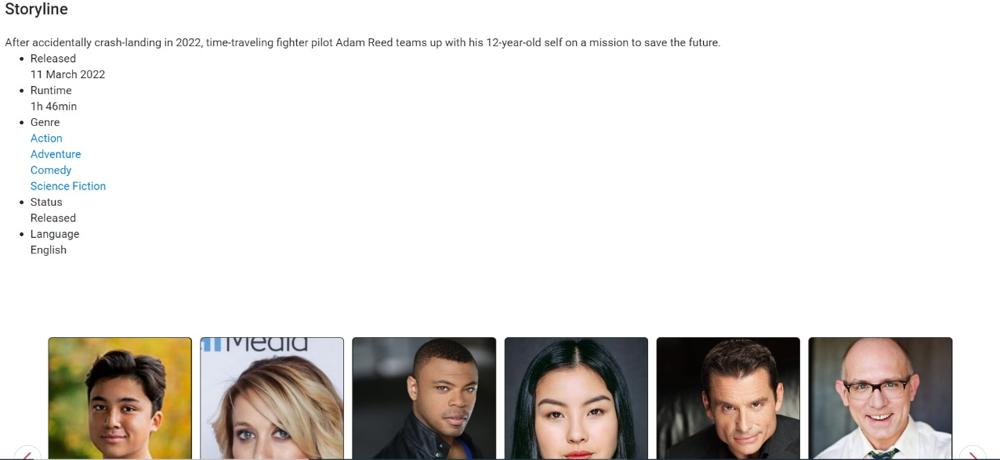 Storyline
After accidentally crash-landing in 2022, time-traveling fighter pilot Adam Reed teams up with his 12-year-old self on a mission to save the future.
Released
11 March 2022
Runtime
1h 46min
Genre
Action
Adventure
Comedy
Science Fiction
Status
Released
Language
English
Media